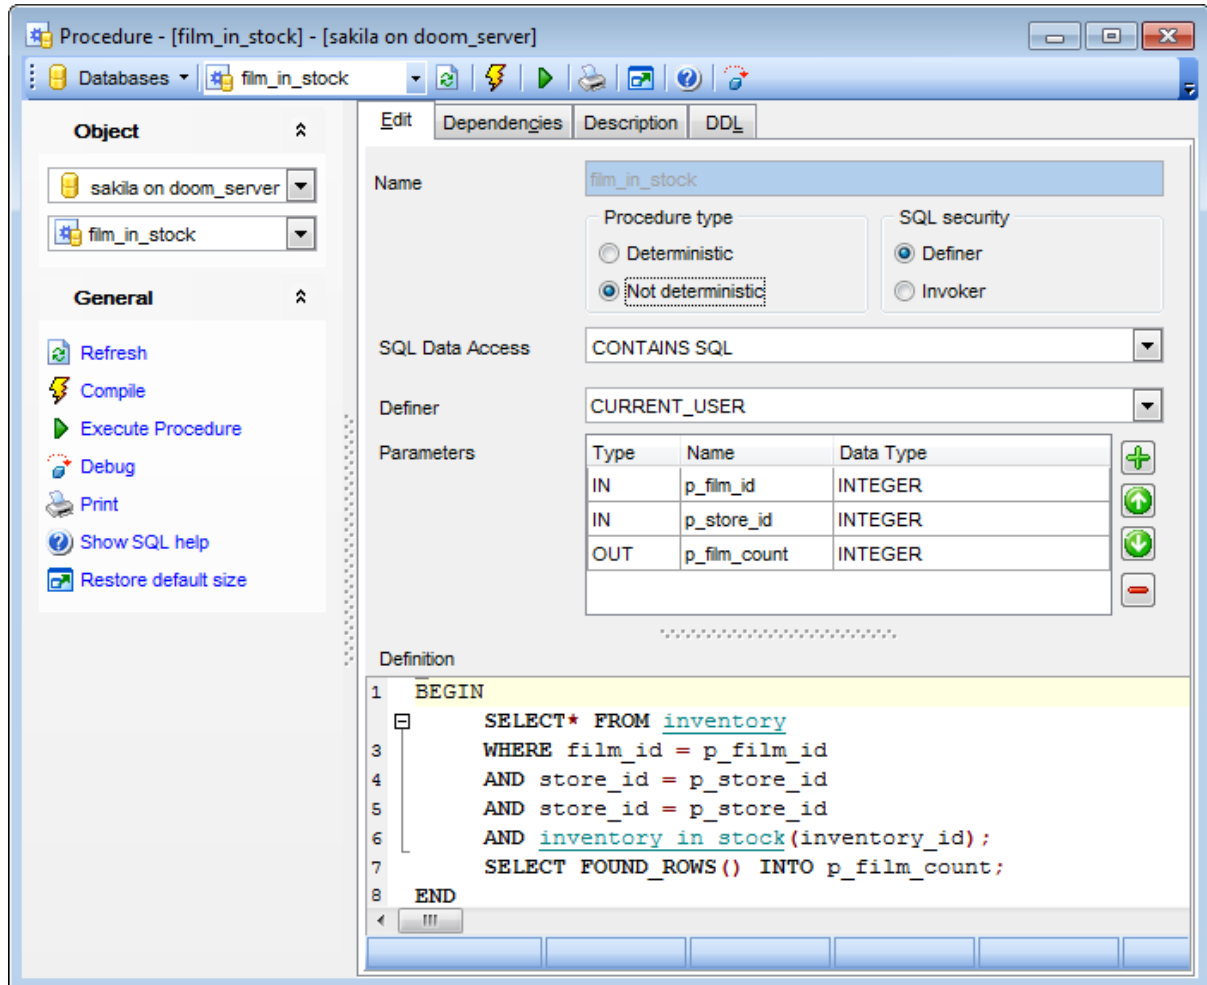 Procedure - [film_in_stock] - [sakila on doom_server]
Databases film_in_stock
Object
sakila on doom_server
film_in_stock
General
Refresh
Compile
Execute Procedure
Debug
Print
Show SQL help
Restore default size
Edit Dependencies Description DDL
Name film_in_stock
Procedure type SQL security
Deterministic Definer
Not deterministic Invoker
SQL Data Access CONTAINS SQL
Definer CURRENT_USER
Parameters Type Name Data Type
IN p_film_id INTEGER
IN p_store_id INTEGER
OUT p_film_count INTEGER
Definition
1 BEGIN
SELECT* FROM inventory
3 WHERE film_id = p_film_id
4 AND store_id = p_store_id
5 AND store_id = p_store_id
6 AND inventory_in_stock(inventory_id);
7 SELECT FOUND_ROWS() INTO p_film_count;
8 END